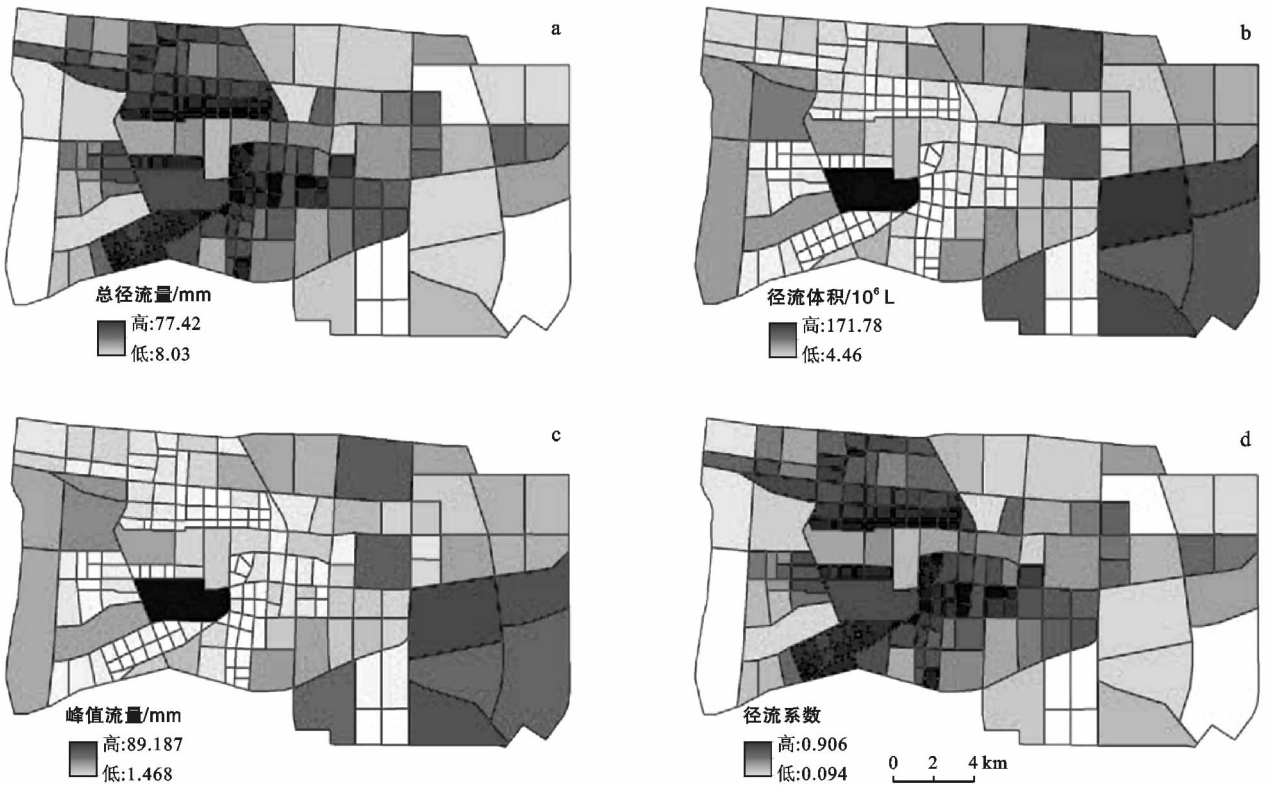 a
总径流量/mm
高:77.42
低:8.03
b
径流体积/10⁶ L
高:171.78
低:4.46
c
峰值流量/mm
高:89.187
低:1.468
d
径流系数
高:0.906
低:0.094
0 2 4 km